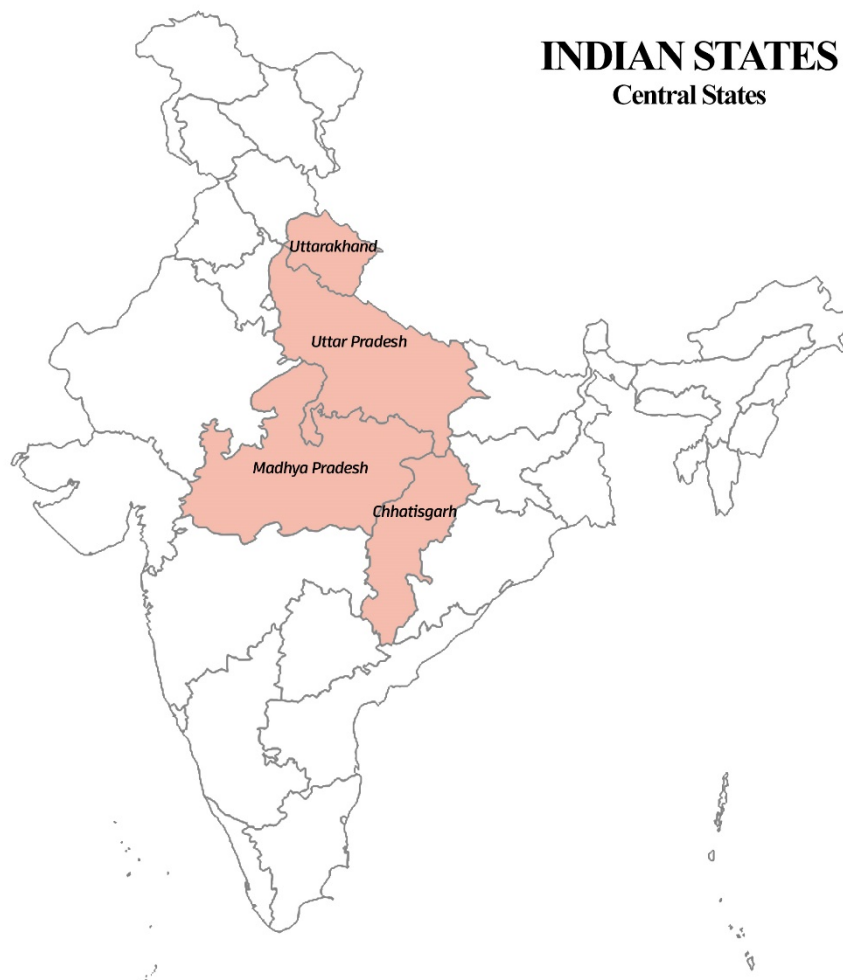 INDIAN STATES
Central States
Uttarakhand
Uttar Pradesh
Madhya Pradesh
Chhatisgarh